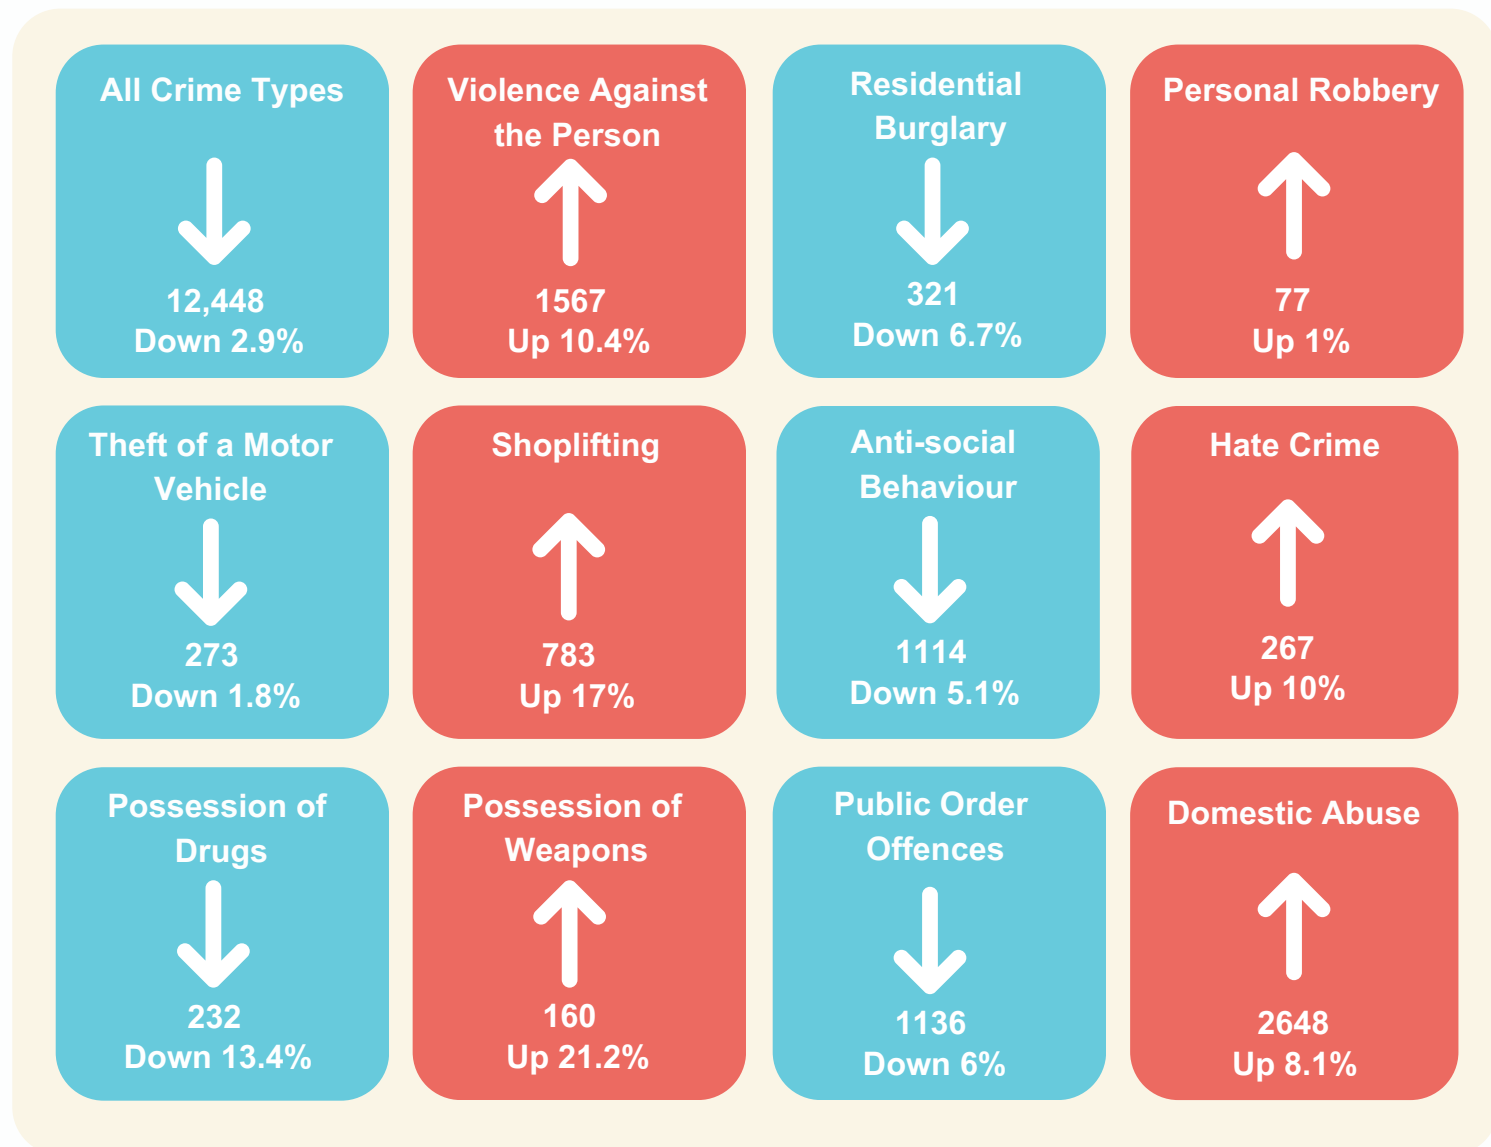 All Crime Types
12,448
Down 2.9%
Violence Against
the Person
1567
Up 10.4%
Residential
Burglary
321
Down 6.7%
Personal Robbery
77
Up 1%
Theft of a Motor
Vehicle
273
Down 1.8%
Shoplifting
783
Up 17%
Anti-social
Behaviour
1114
Down 5.1%
Hate Crime
267
Up 10%
Possession of
Drugs
232
Down 13.4%
Possession of
Weapons
160
Up 21.2%
Public Order
Offences
1136
Down 6%
Domestic Abuse
2648
Up 8.1%